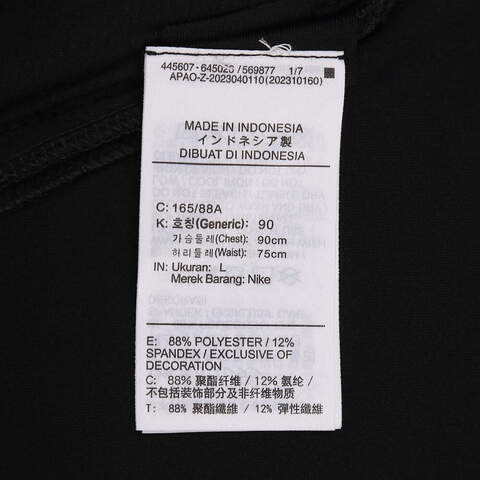 445607 - 645028 / 569877 1/7
APAO-Z-2023040110 (202310160)
MADE IN INDONESIA
インドネシア製
DIBUAT DI INDONESIA
C: 165/88A
K: 호칭(Generic): 90
가슴둘레(Chest): 90cm
허리둘레(Waist): 75cm
IN: Ukuran: L
Merek Barang: Nike
E: 88% POLYESTER / 12%
SPANDEX / EXCLUSIVE OF
DECORATION
C: 88% 聚酯纤维 / 12% 氨纶 /
不包括装饰部分及非纤维物质
T: 88% 聚酯纖維 / 12% 彈性纖維